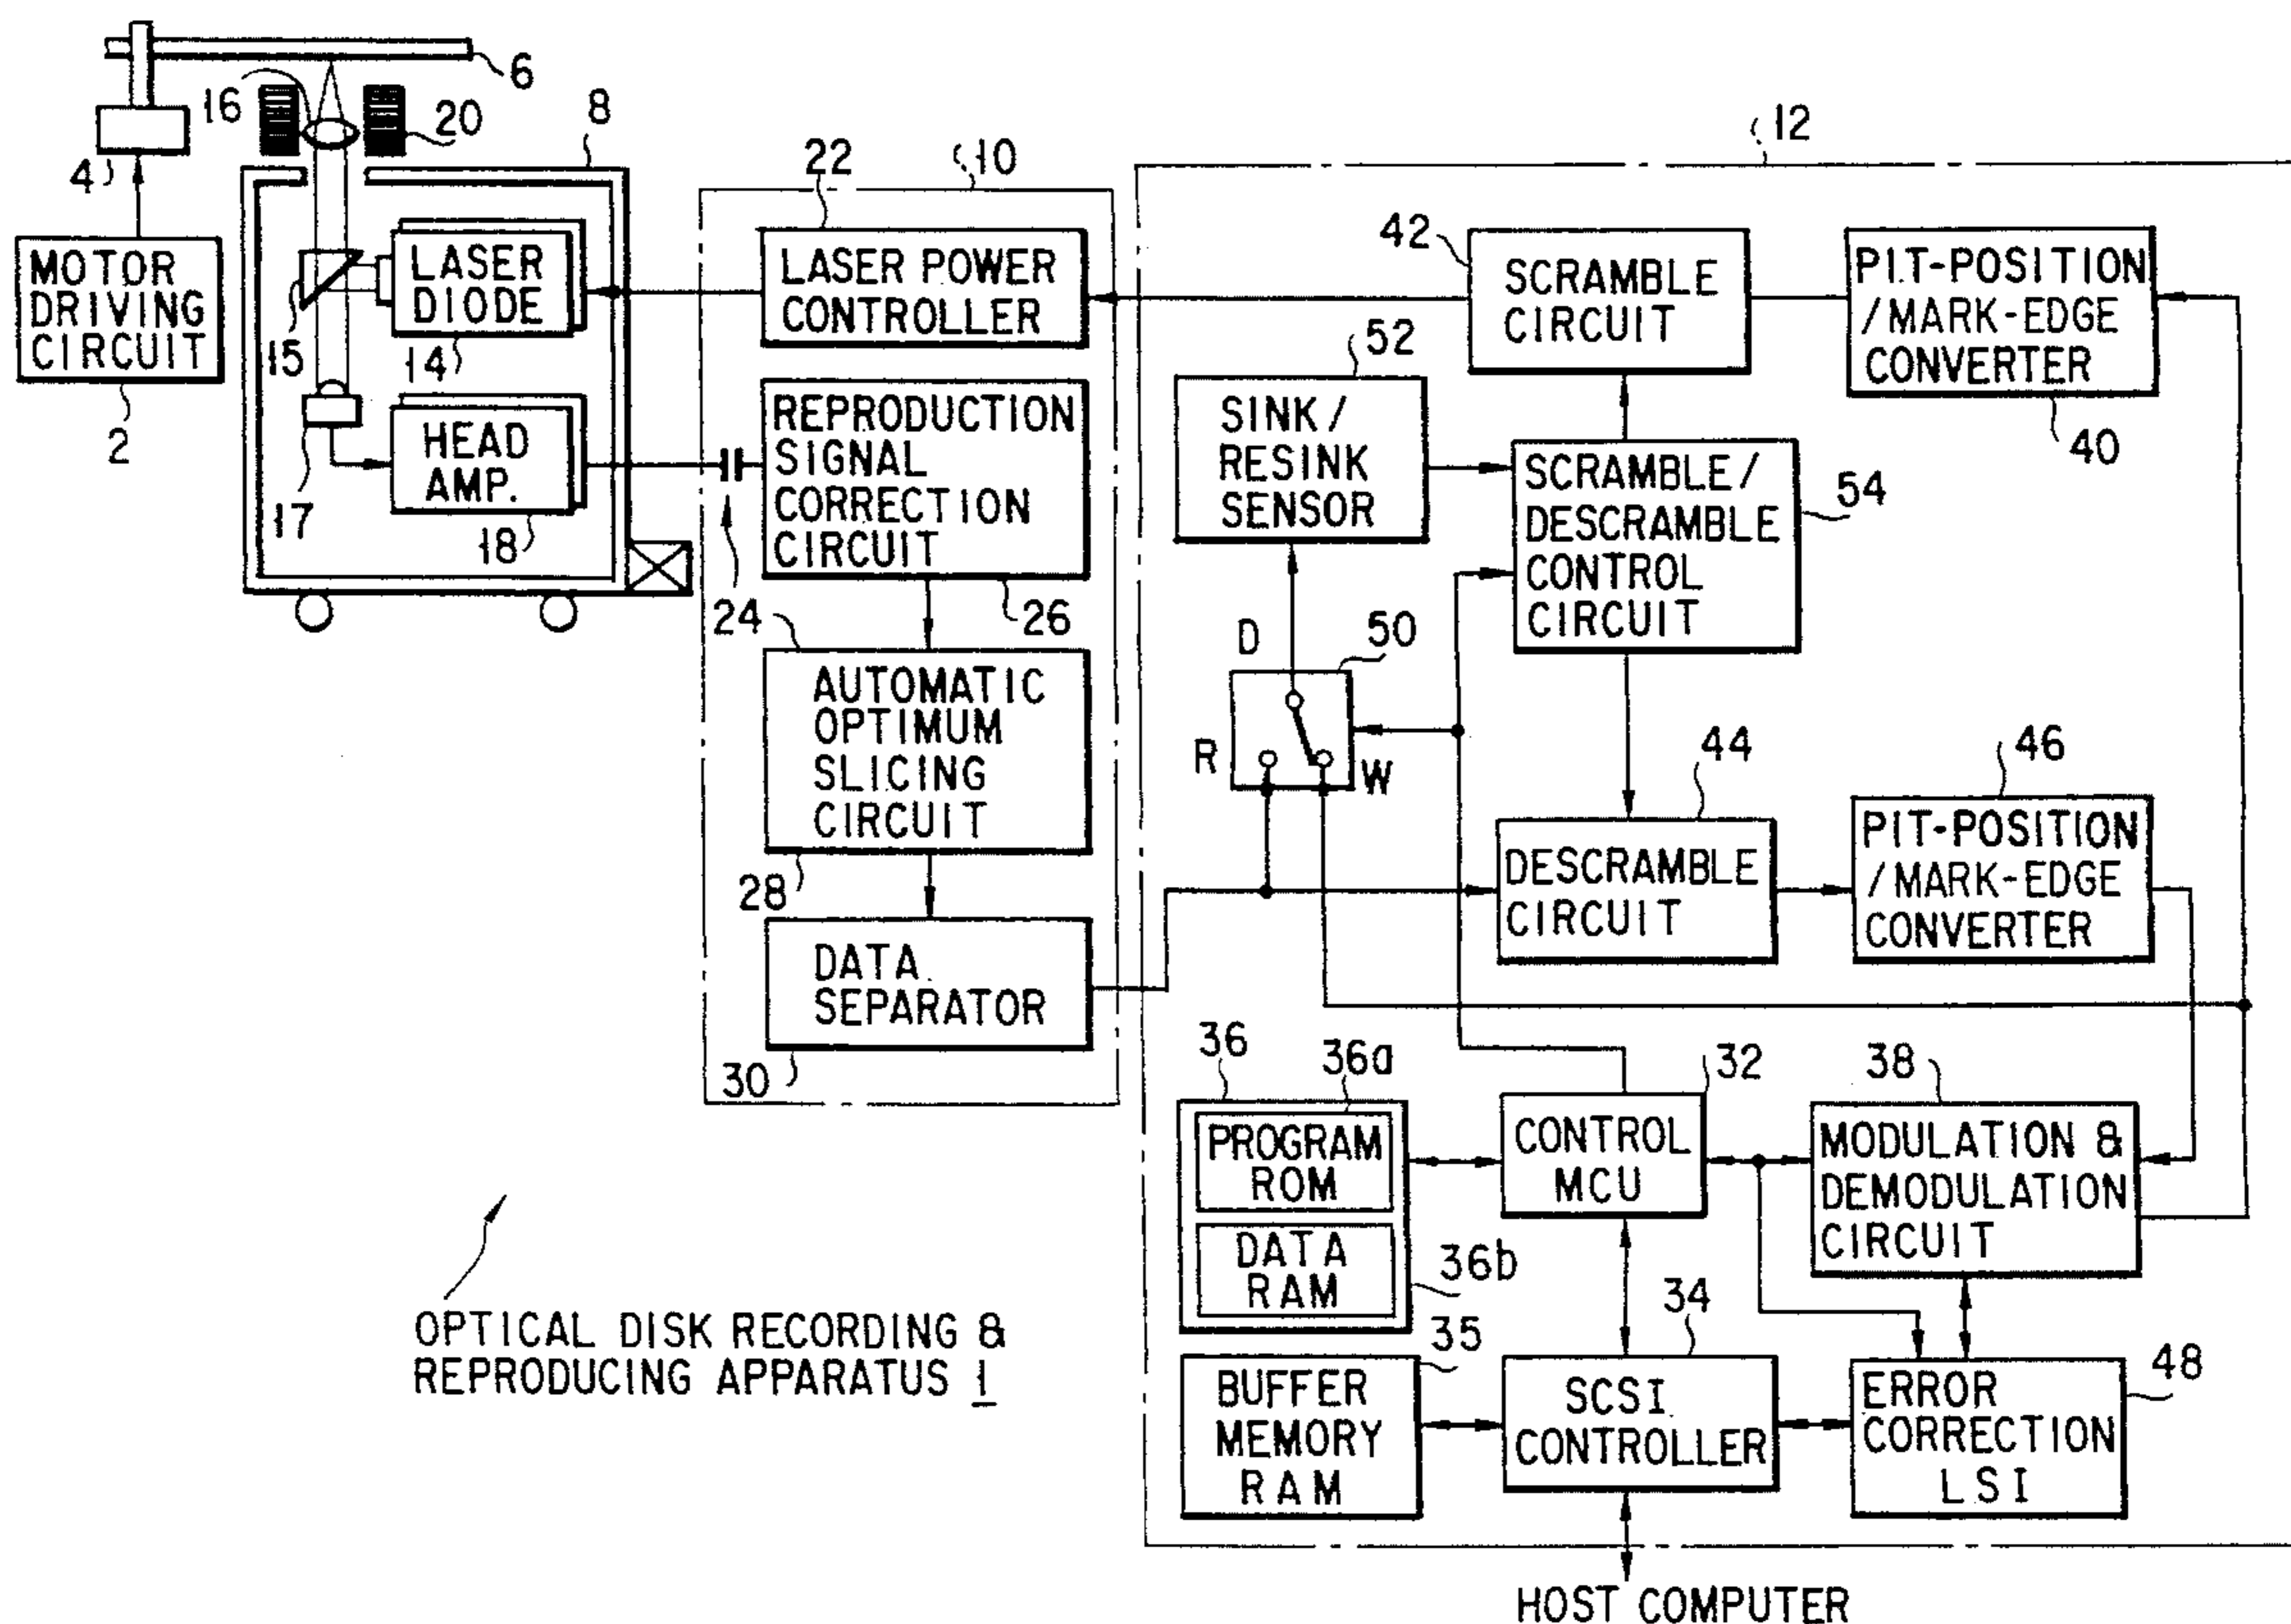 6
16
20
4
8
MOTOR
DRIVING
CIRCUIT
2
15
LASER
DIODE
14
17
HEAD
AMP.
18
10
22
LASER POWER
CONTROLLER
REPRODUCTION
SIGNAL
CORRECTION
CIRCUIT
24
26
AUTOMATIC
OPTIMUM
SLICING
CIRCUIT
28
DATA
SEPARATOR
30
12
42
SCRAMBLE
CIRCUIT
PIT-POSITION
/MARK-EDGE
CONVERTER
40
52
SINK/
RESINK
SENSOR
SCRAMBLE/
DESCRAMBLE
CONTROL
CIRCUIT
54
D
50
R
W
44
DESCRAMBLE
CIRCUIT
46
PIT-POSITION
/MARK-EDGE
CONVERTER
36
36a
PROGRAM
ROM
DATA
RAM
36b
32
CONTROL
MCU
38
MODULATION &
DEMODULATION
CIRCUIT
35
BUFFER
MEMORY
RAM
34
SCSI
CONTROLLER
48
ERROR
CORRECTION
LSI
HOST COMPUTER
OPTICAL DISK RECORDING &
REPRODUCING APPARATUS 1